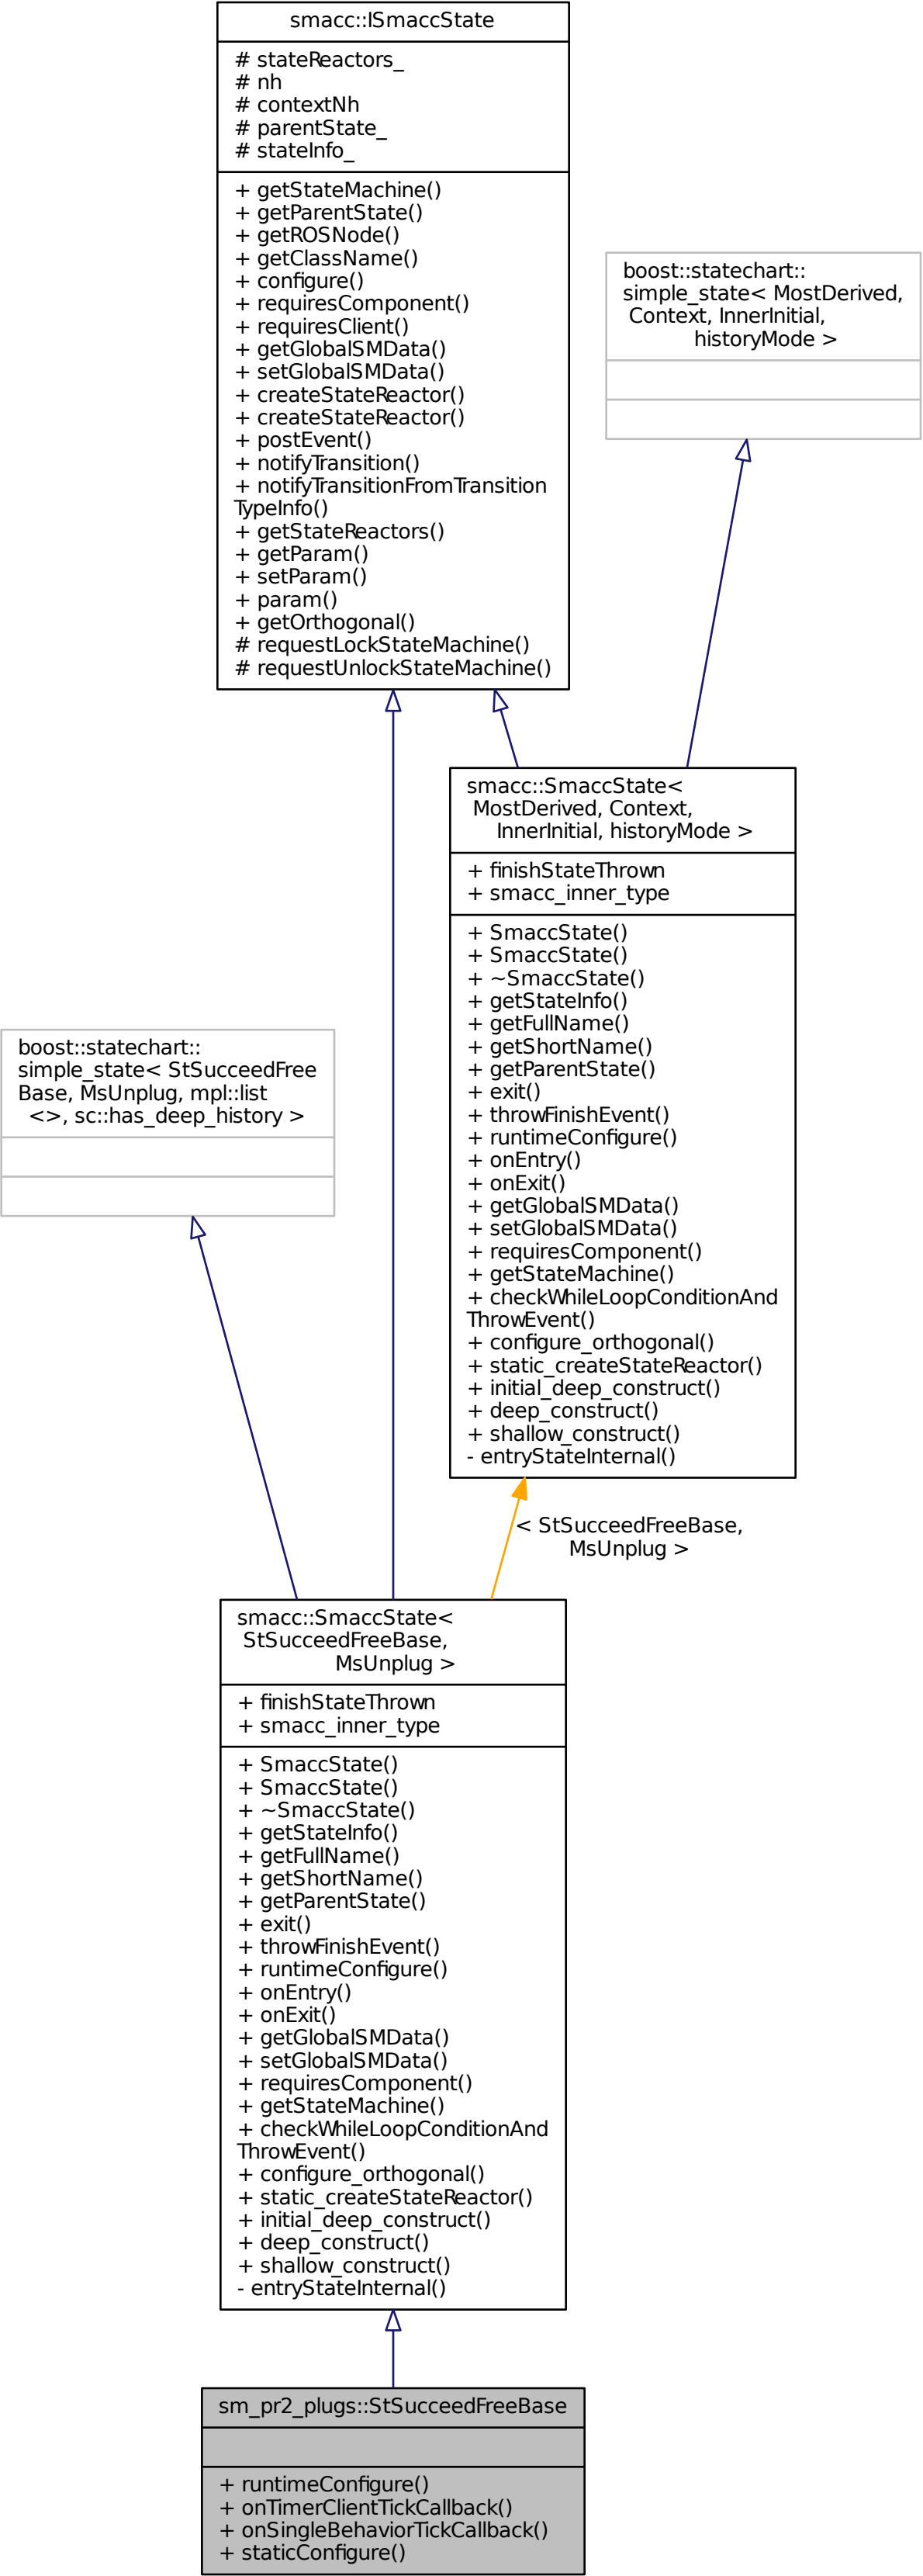 smacc::ISmaccState
# stateReactors_
# nh
# contextNh
# parentState_
# stateInfo_
+ getStateMachine()
+ getParentState()
+ getROSNode()
+ getClassName()
+ configure()
+ requiresComponent()
+ requiresClient()
+ getGlobalSMData()
+ setGlobalSMData()
+ createStateReactor()
+ createStateReactor()
+ postEvent()
+ notifyTransition()
+ notifyTransitionFromTransition
TypeInfo()
+ getStateReactors()
+ getParam()
+ setParam()
+ param()
+ getOrthogonal()
# requestLockStateMachine()
# requestUnlockStateMachine()
boost::statechart::
simple_state< MostDerived,
Context, InnerInitial,
historyMode >
smacc::SmaccState<
MostDerived, Context,
InnerInitial, historyMode >
+ finishStateThrown
+ smacc_inner_type
+ SmaccState()
+ SmaccState()
+ ~SmaccState()
+ getStateInfo()
+ getFullName()
+ getShortName()
+ getParentState()
+ exit()
+ throwFinishEvent()
+ runtimeConfigure()
+ onEntry()
+ onExit()
+ getGlobalSMData()
+ setGlobalSMData()
+ requiresComponent()
+ getStateMachine()
+ checkWhileLoopConditionAnd
ThrowEvent()
+ configure_orthogonal()
+ static_createStateReactor()
+ initial_deep_construct()
+ deep_construct()
+ shallow_construct()
- entryStateInternal()
boost::statechart::
simple_state< StSucceedFree
Base, MsUnplug, mpl::list
<>, sc::has_deep_history >
< StSucceedFreeBase,
MsUnplug >
smacc::SmaccState<
StSucceedFreeBase,
MsUnplug >
+ finishStateThrown
+ smacc_inner_type
+ SmaccState()
+ SmaccState()
+ ~SmaccState()
+ getStateInfo()
+ getFullName()
+ getShortName()
+ getParentState()
+ exit()
+ throwFinishEvent()
+ runtimeConfigure()
+ onEntry()
+ onExit()
+ getGlobalSMData()
+ setGlobalSMData()
+ requiresComponent()
+ getStateMachine()
+ checkWhileLoopConditionAnd
ThrowEvent()
+ configure_orthogonal()
+ static_createStateReactor()
+ initial_deep_construct()
+ deep_construct()
+ shallow_construct()
- entryStateInternal()
sm_pr2_plugs::StSucceedFreeBase
+ runtimeConfigure()
+ onTimerClientTickCallback()
+ onSingleBehaviorTickCallback()
+ staticConfigure()